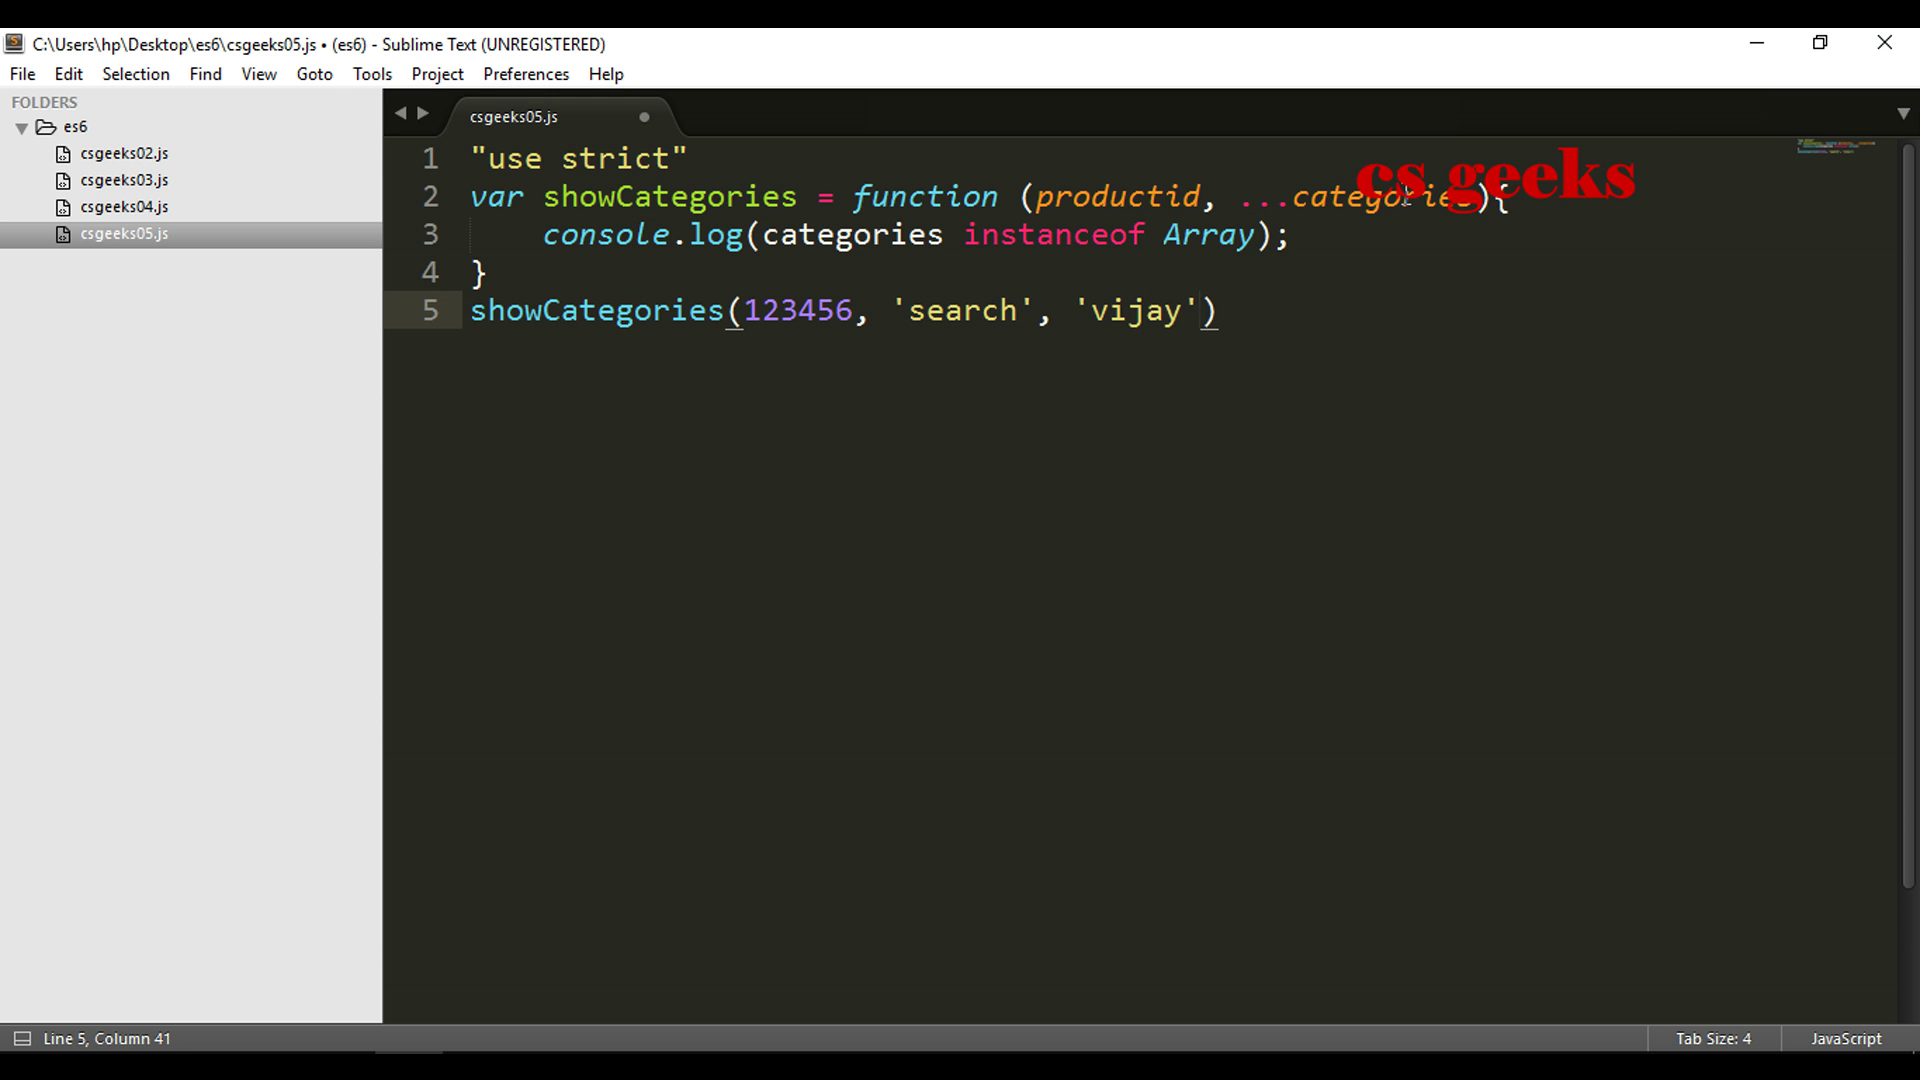 C:\Users\hp\Desktop\es6\csgeeks05.js • (es6) - Sublime Text (UNREGISTERED)
File Edit Selection Find View Goto Tools Project Preferences Help
FOLDERS
es6
csgeeks02.js
csgeeks03.js
csgeeks04.js
csgeeks05.js
csgeeks05.js
cs geeks
1 "use strict"
2 var showCategories = function (productid, ...categories){
3 console.log(categories instanceof Array);
4 }
5 showCategories(123456, 'search', 'vijay')
Line 5, Column 41
Tab Size: 4
JavaScript